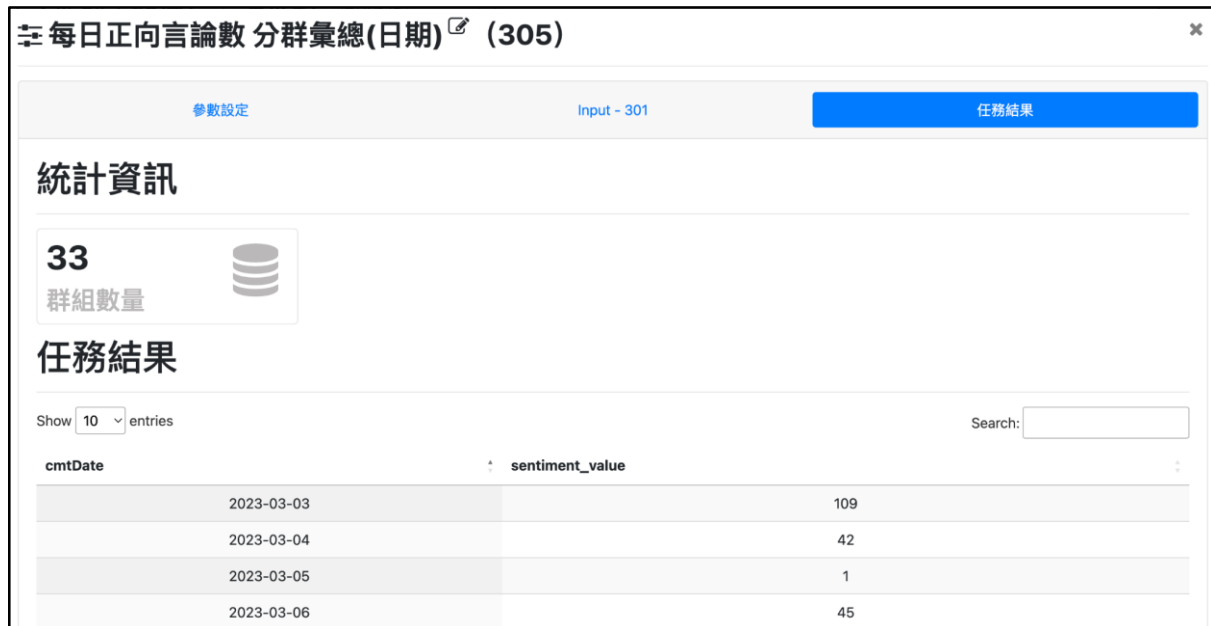 每日正向言論數 分群彙總(日期) （305） ×
參數設定 Input - 301 任務結果
統計資訊
33
群組數量
任務結果
Show 10 entries Search:
cmtDate sentiment_value
2023-03-03 109
2023-03-04 42
2023-03-05 1
2023-03-06 45